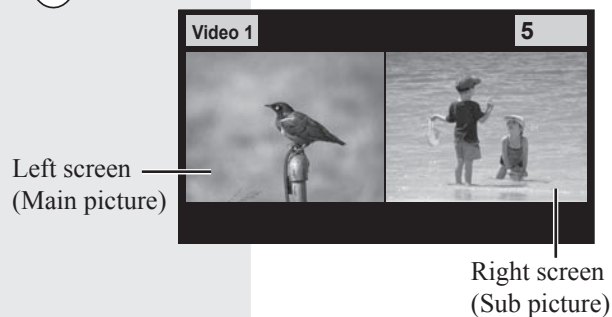 Video 1
5
Left screen
(Main picture)
Right screen
(Sub picture)